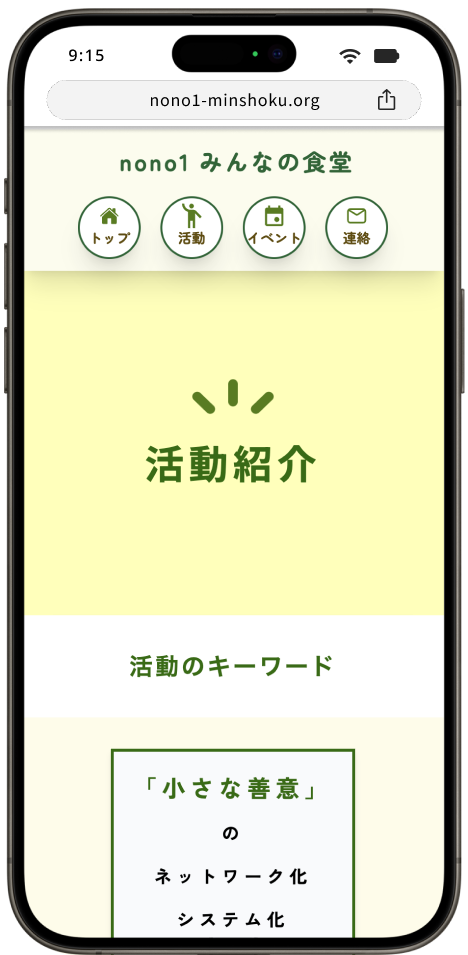 9:15
nono1-minshoku.org
nono1 みんなの食堂
トップ 活動 イベント 連絡
活動紹介
活動のキーワード
「小さな善意」
の
ネットワーク化
システム化